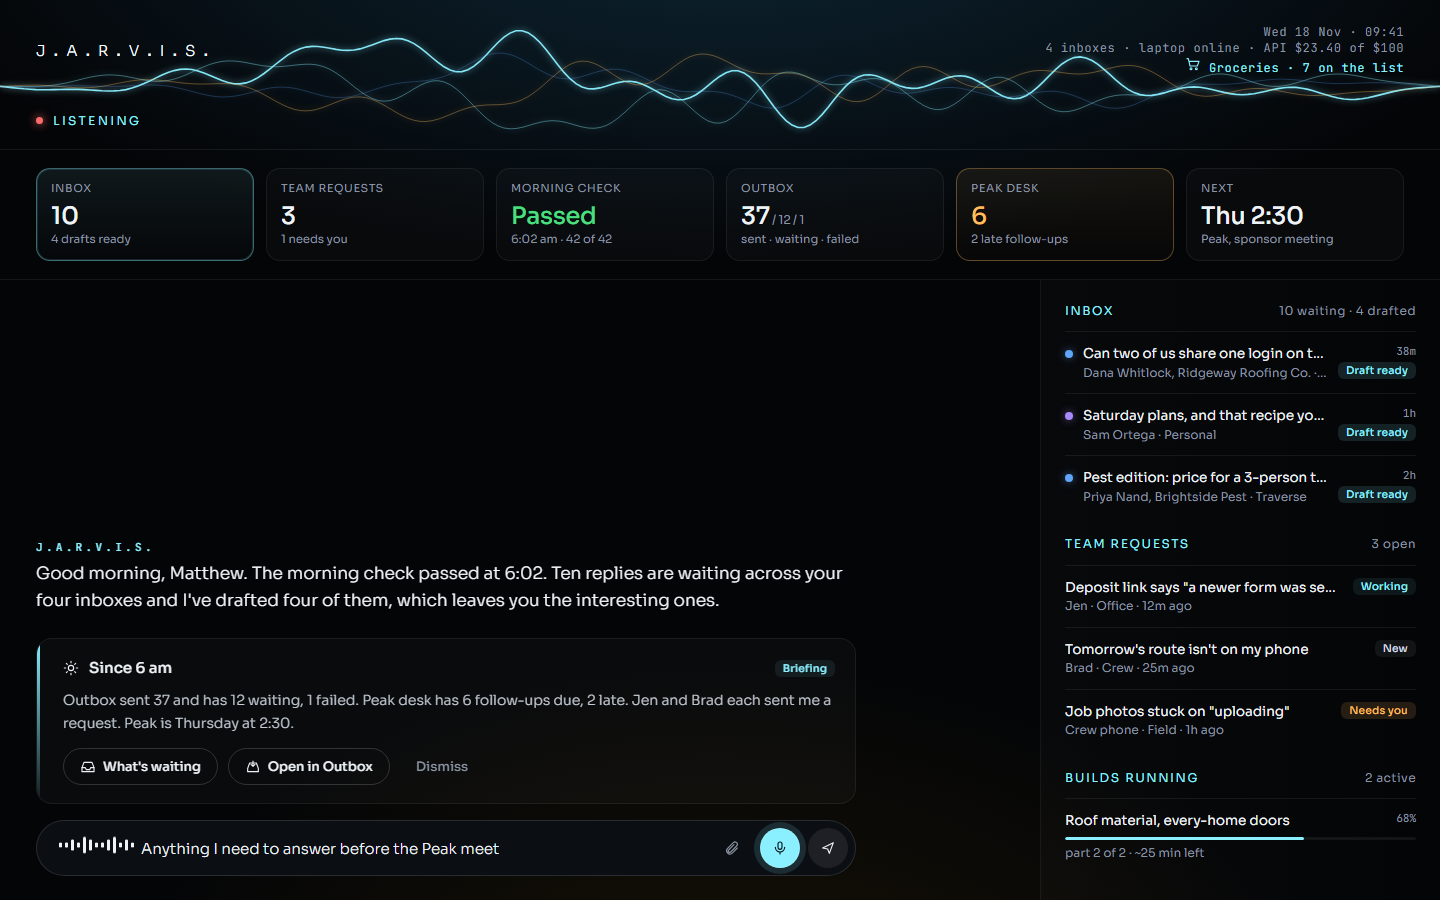 J.A.R.V.I.S.
Wed 18 Nov · 09:41
4 inboxes · laptop online · API $23.40 of $100
Groceries · 7 on the list
LISTENING
INBOX
10
4 drafts ready
TEAM REQUESTS
3
1 needs you
MORNING CHECK
Passed
6:02 am · 42 of 42
OUTBOX
37 / 12 / 1
sent · waiting · failed
PEAK DESK
6
2 late follow-ups
NEXT
Thu 2:30
Peak, sponsor meeting
J.A.R.V.I.S.
Good morning, Matthew. The morning check passed at 6:02. Ten replies are waiting across your
four inboxes and I've drafted four of them, which leaves you the interesting ones.
Since 6 am
Briefing
Outbox sent 37 and has 12 waiting, 1 failed. Peak desk has 6 follow-ups due, 2 late. Jen and Brad each sent me a
request. Peak is Thursday at 2:30.
What's waiting
Open in Outbox
Dismiss
Anything I need to answer before the Peak meet
INBOX
10 waiting · 4 drafted
Can two of us share one login on t...
38m
Dana Whitlock, Ridgeway Roofing Co. ·...
Draft ready
Saturday plans, and that recipe yo...
1h
Sam Ortega · Personal
Draft ready
Pest edition: price for a 3-person t...
2h
Priya Nand, Brightside Pest · Traverse
Draft ready
TEAM REQUESTS
3 open
Deposit link says "a newer form was se...
Working
Jen · Office · 12m ago
Tomorrow's route isn't on my phone
New
Brad · Crew · 25m ago
Job photos stuck on "uploading"
Needs you
Crew phone · Field · 1h ago
BUILDS RUNNING
2 active
Roof material, every-home doors
68%
part 2 of 2 · ~25 min left